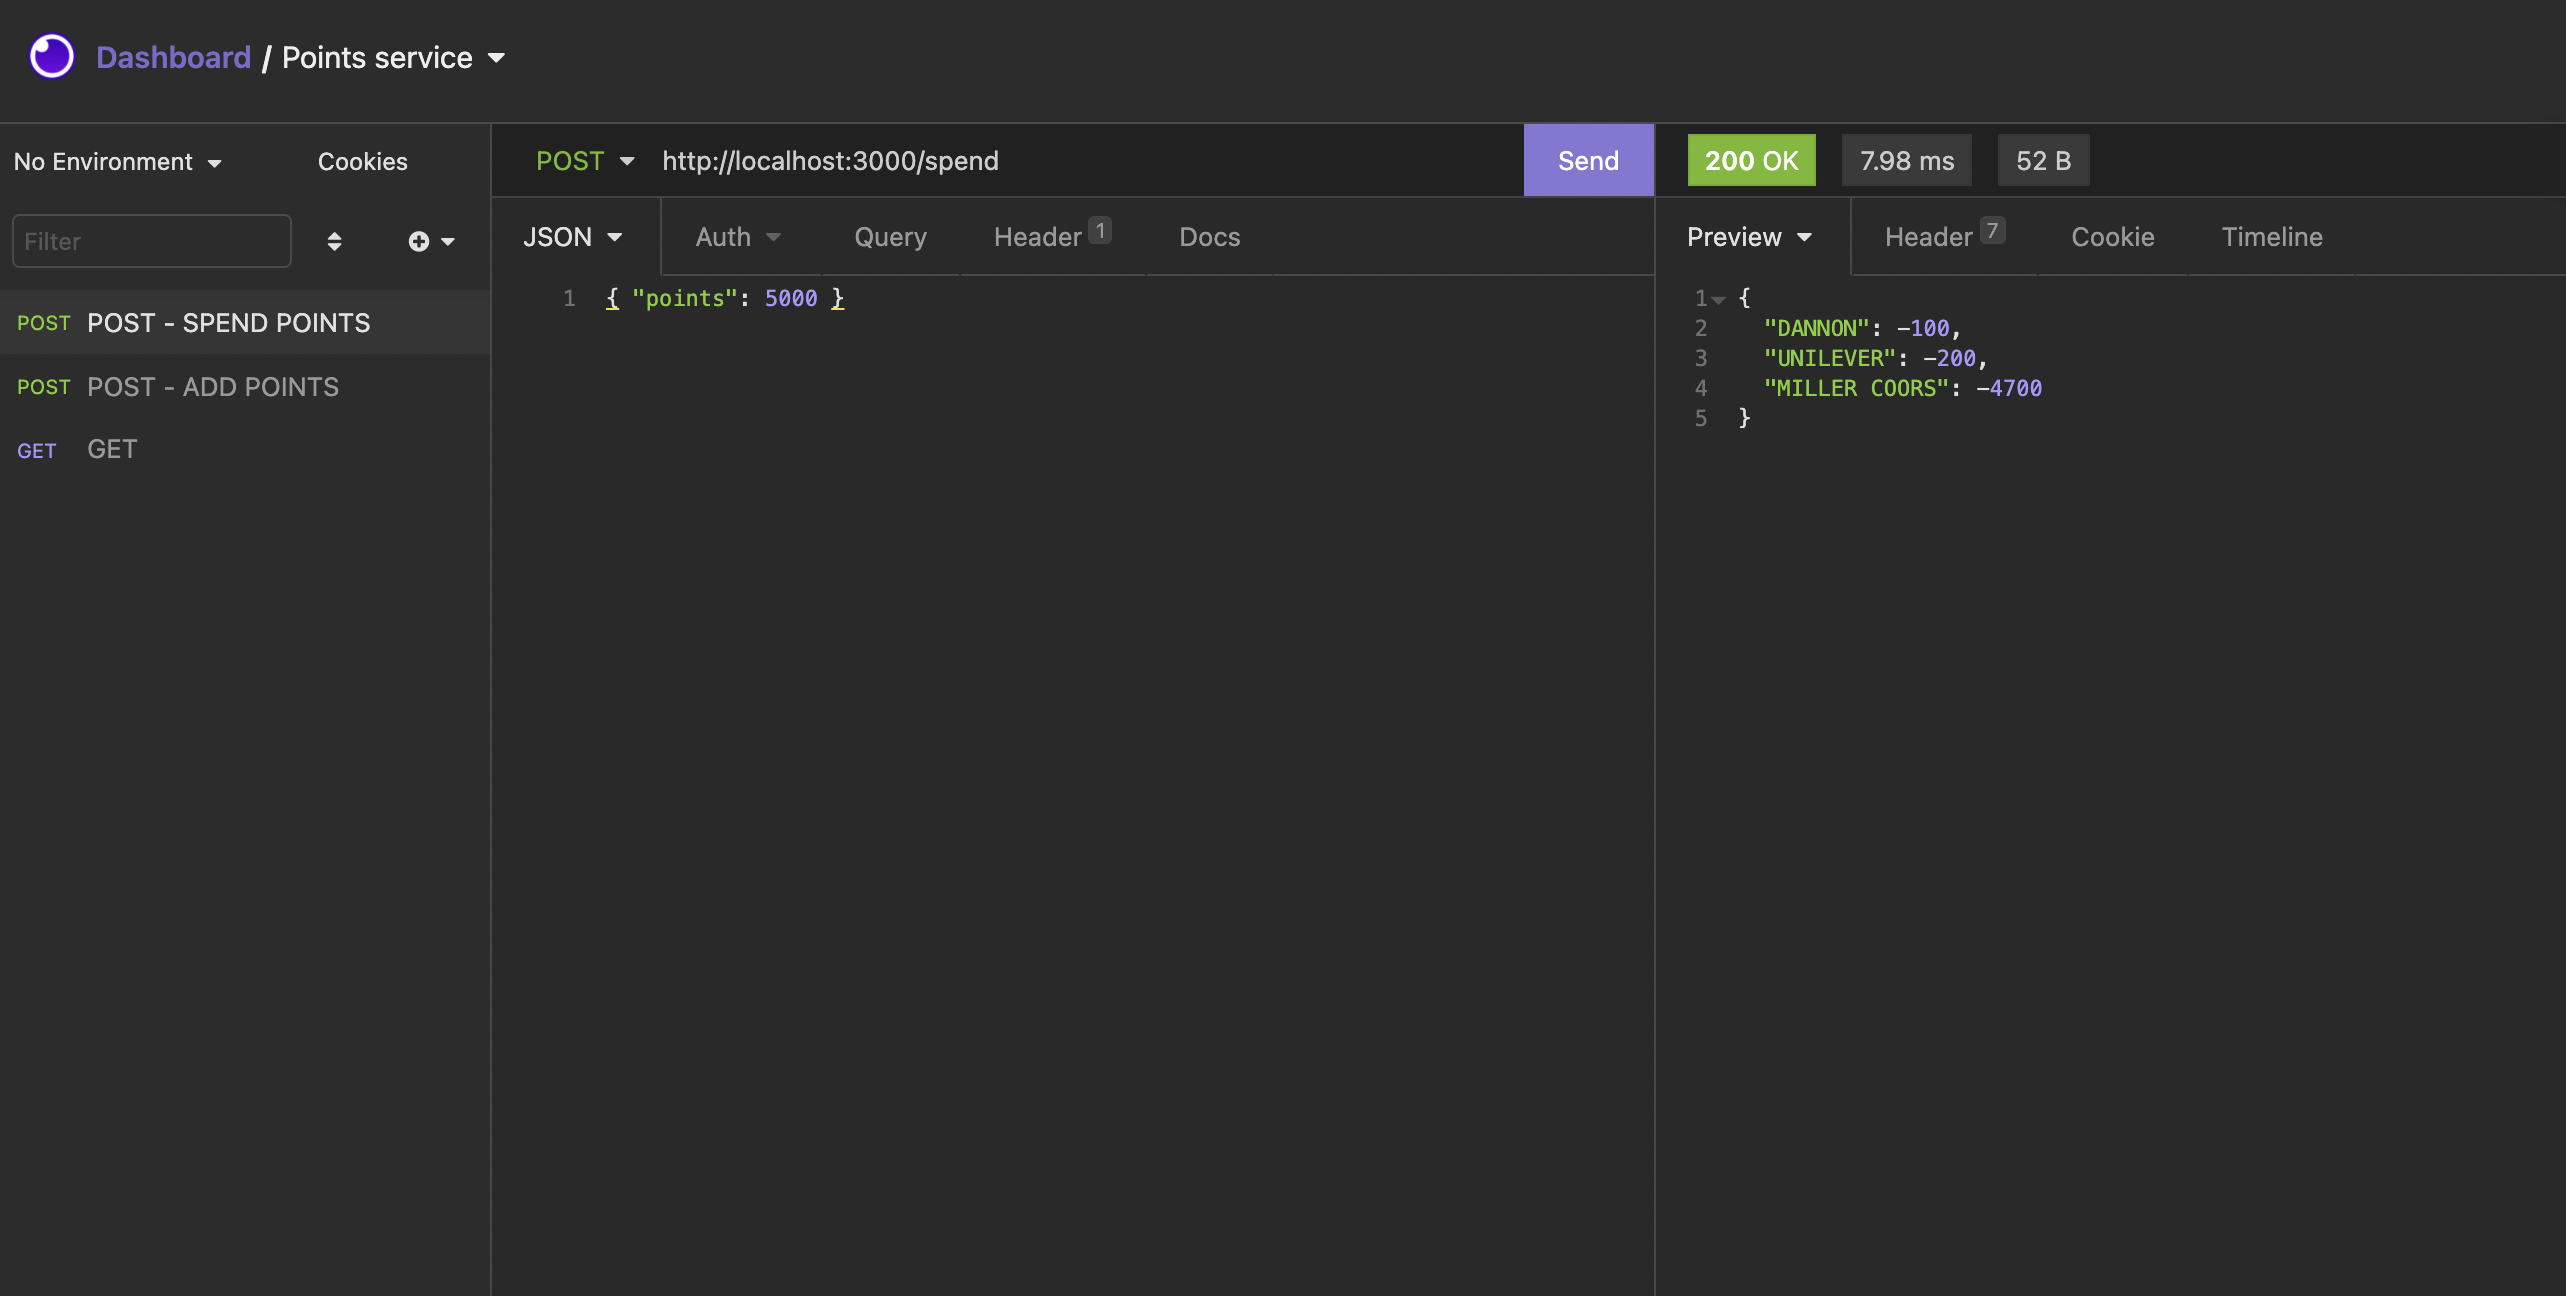 Dashboard / Points service
No Environment
Cookies
Filter
POST POST - SPEND POINTS
POST POST - ADD POINTS
GET GET
POST http://localhost:3000/spend Send
JSON Auth Query Header 1 Docs
1 { "points": 5000 }
200 OK 7.98 ms 52 B
Preview Header 7 Cookie Timeline
1 {
2 "DANNON": -100,
3 "UNILEVER": -200,
4 "MILLER COORS": -4700
5 }